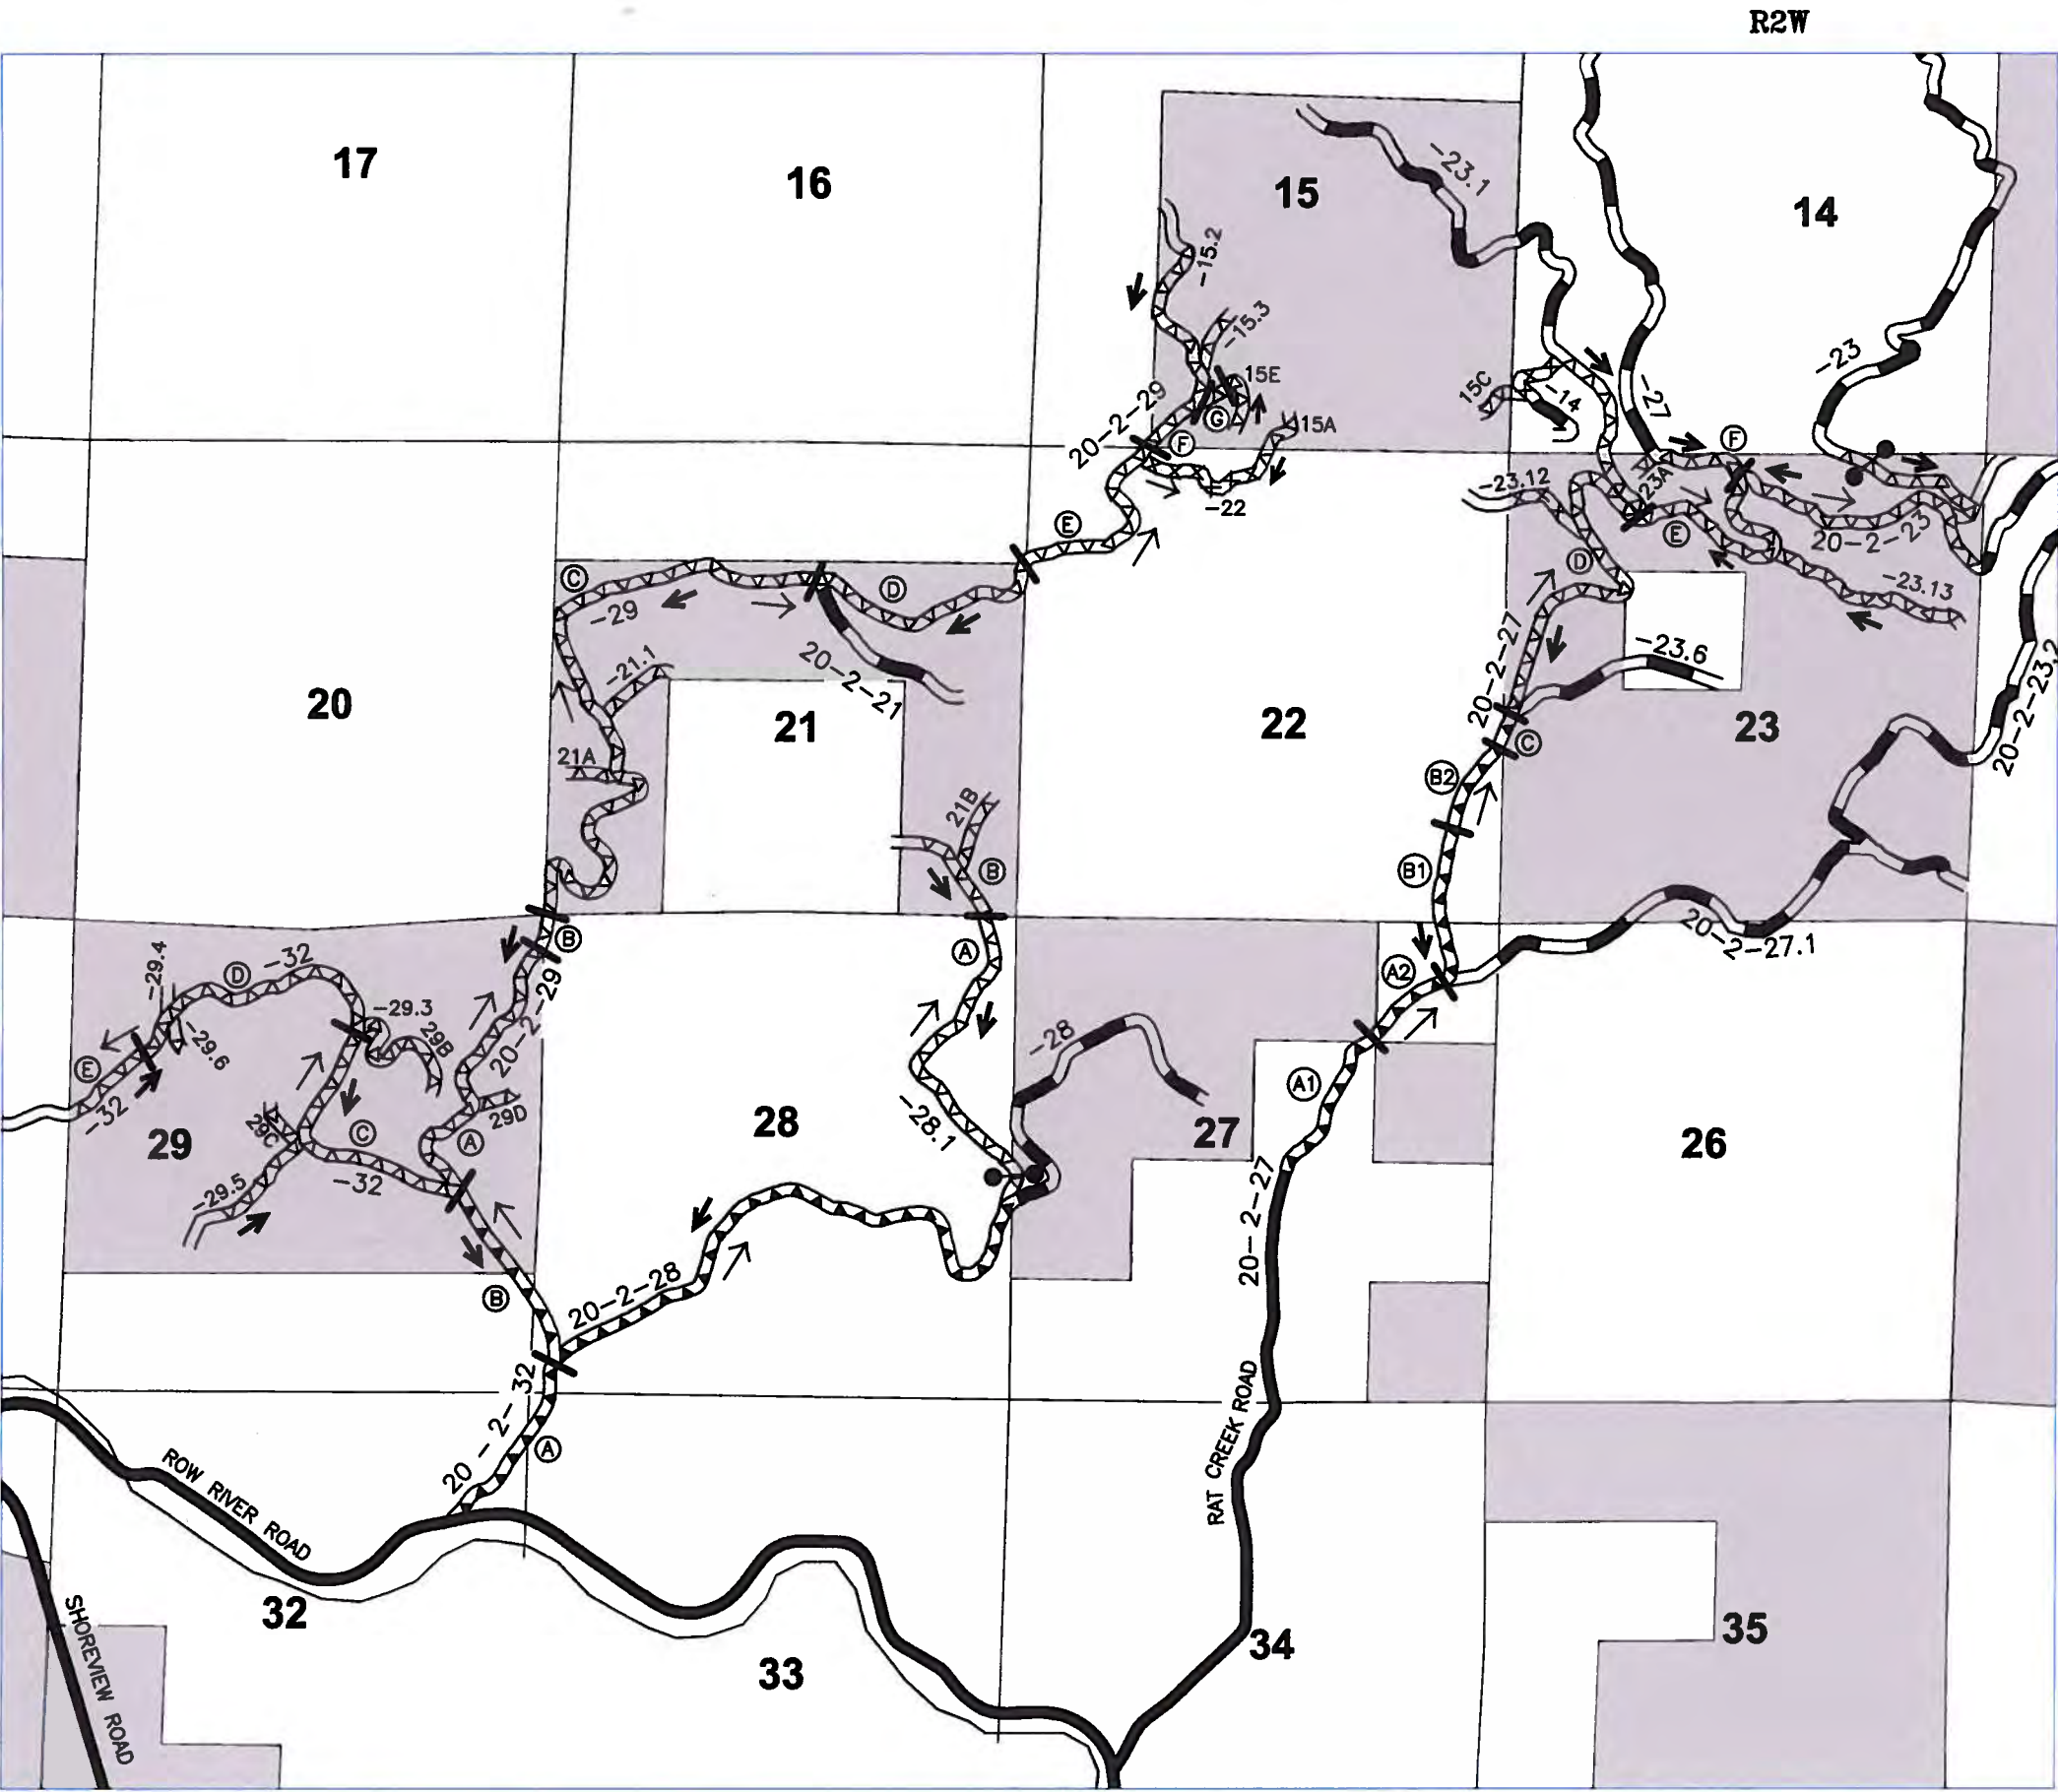 R2W
17
16
15
14
-23.1
-15.2
-15.3
15E
G
15A
20-2-29
F
-22
E
15C
-14
-27
-23
F
23A
-23.12
E
20-2-23
D
-23.13
C
-29
D
-21.1
20-2-21
20
21
22
23
21A
21B
B
20-2-27
-23.6
C
B2
B1
20-2-23.2
20-2-27.1
A2
A1
B
20-2-29
A
-29.4
D
-32
-29.3
29B
-29.6
E
-32
29
29C
C
-32
A
29D
-29.5
28
-28.1
-28
27
26
20-2-27
B
20-2-28
20-2-32
A
RAT CREEK ROAD
ROW RIVER ROAD
SHOREVIEW ROAD
32
33
34
35